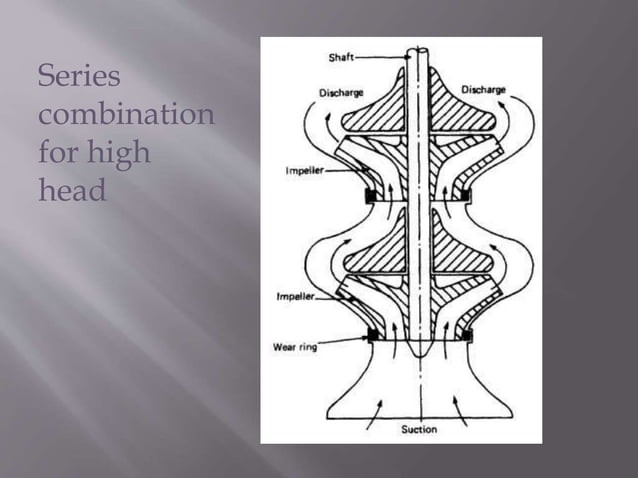 Series
combination
for high
head
Shaft
Discharge
Discharge
Impeller
Impeller
Wear ring
Suction